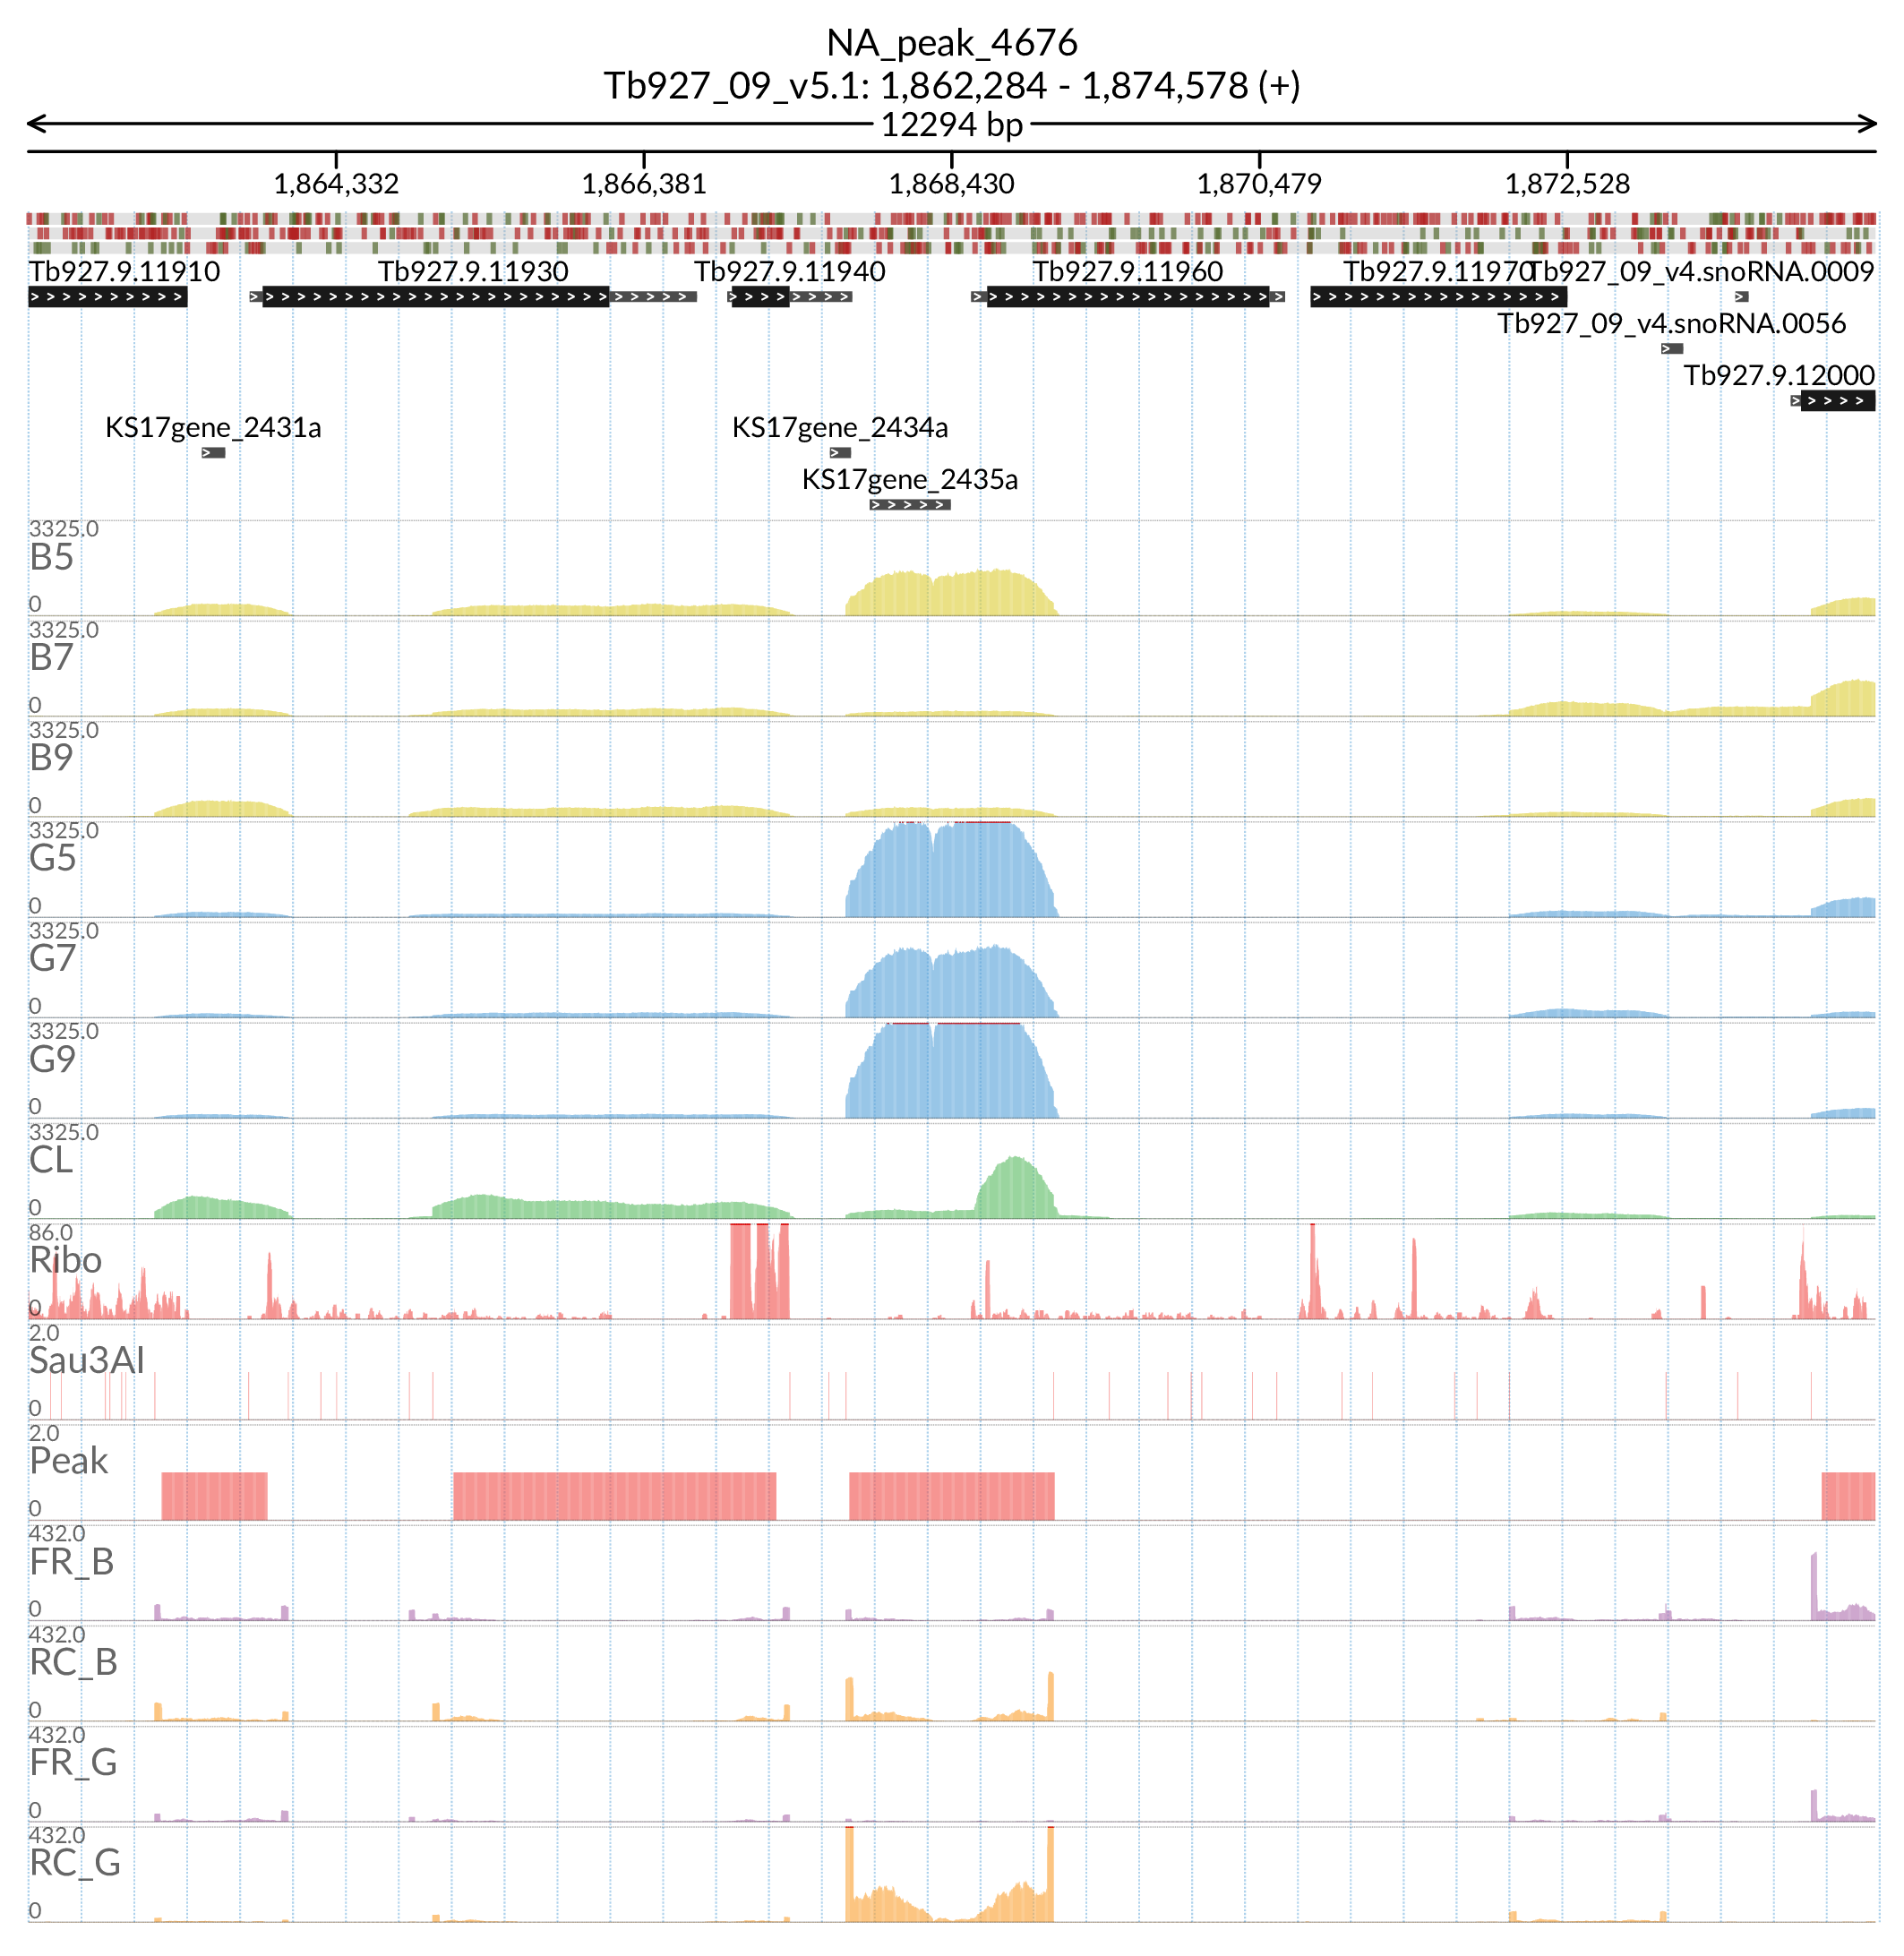 NA_peak_4676
Tb927_09_v5.1: 1,862,284 - 1,874,578 (+)
12294 bp
1,864,332 1,866,381 1,868,430 1,870,479 1,872,528
Tb927.9.11910 Tb927.9.11930 Tb927.9.11940 Tb927.9.11960 Tb927.9.11970 Tb927_09_v4.snoRNA.0009
Tb927_09_v4.snoRNA.0056
Tb927.9.12000
KS17gene_2431a KS17gene_2434a
KS17gene_2435a
3325.0
B5
0
3325.0
B7
0
3325.0
B9
0
3325.0
G5
0
3325.0
G7
0
3325.0
G9
0
3325.0
CL
0
86.0
Ribo
0
2.0
Sau3AI
0
2.0
Peak
0
432.0
FR_B
0
432.0
RC_B
0
432.0
FR_G
0
432.0
RC_G
0